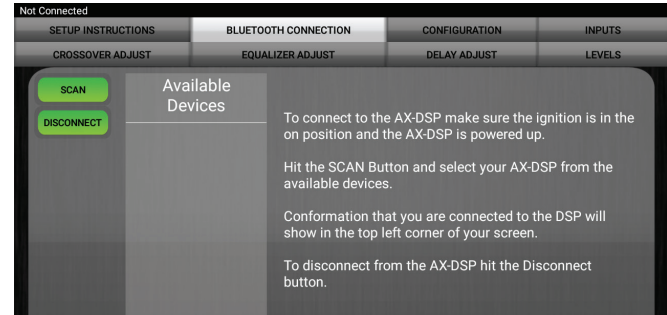 Not Connected
SETUP INSTRUCTIONS
BLUETOOTH CONNECTION
CONFIGURATION
INPUTS
CROSSOVER ADJUST
EQUALIZER ADJUST
DELAY ADJUST
LEVELS
SCAN
DISCONNECT
Available
Devices
To connect to the AX-DSP make sure the ignition is in the
on position and the AX-DSP is powered up.
Hit the SCAN Button and select your AX-DSP from the
available devices.
Conformation that you are connected to the DSP will
show in the top left corner of your screen.
To disconnect from the AX-DSP hit the Disconnect
button.